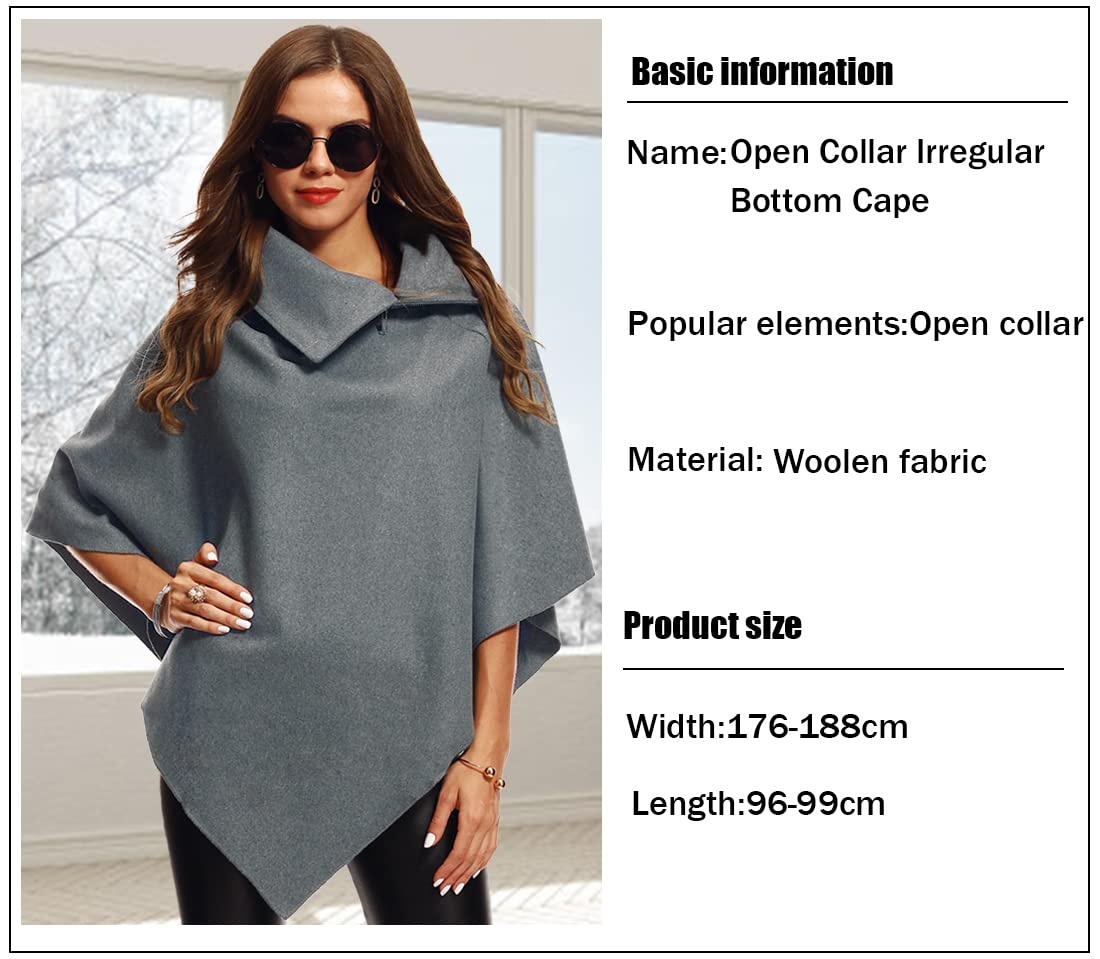 Basic information
Name:Open Collar Irregular
Bottom Cape
Popular elements:Open collar
Material: Woolen fabric
Product size
Width:176-188cm
Length:96-99cm